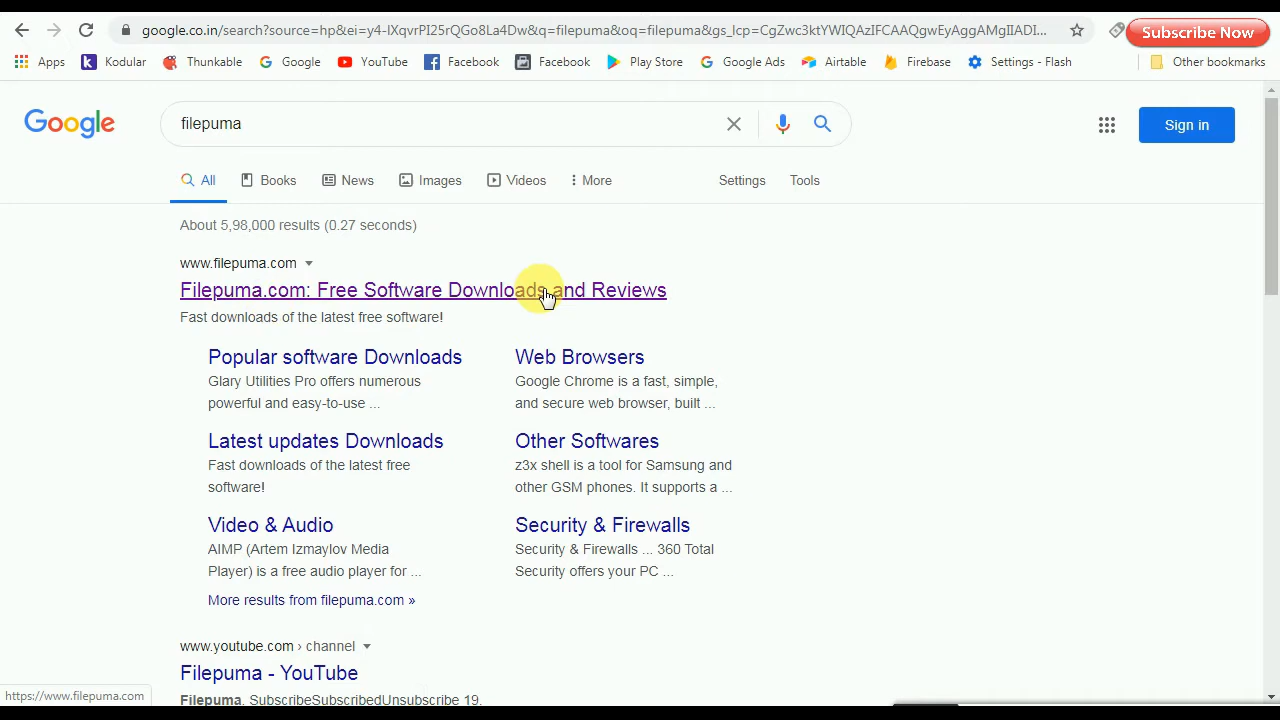 google.co.in/search?source=hp&ei=y4-lXqvrPI35rQGo8La4Dw&q=filepuma&oq=filepuma&gs_lcp=CgZwc3ktYWIQAzIFCAAQgwEyAggAMgIIADI...
Subscribe Now
Apps Kodular Thunkable Google YouTube Facebook Facebook Play Store Google Ads Airtable Firebase Settings - Flash Other bookmarks
Google filepuma Sign in
All Books News Images Videos More Settings Tools
About 5,98,000 results (0.27 seconds)
www.filepuma.com
Filepuma.com: Free Software Downloads and Reviews
Fast downloads of the latest free software!
Popular software Downloads
Glary Utilities Pro offers numerous
powerful and easy-to-use ...
Web Browsers
Google Chrome is a fast, simple,
and secure web browser, built ...
Latest updates Downloads
Fast downloads of the latest free
software!
Other Softwares
z3x shell is a tool for Samsung and
other GSM phones. It supports a ...
Video & Audio
AIMP (Artem Izmaylov Media
Player) is a free audio player for ...
Security & Firewalls
Security & Firewalls ... 360 Total
Security offers your PC ...
More results from filepuma.com »
www.youtube.com › channel
Filepuma - YouTube
Filepuma. SubscribeSubscribedUnsubscribe 19.
https://www.filepuma.com